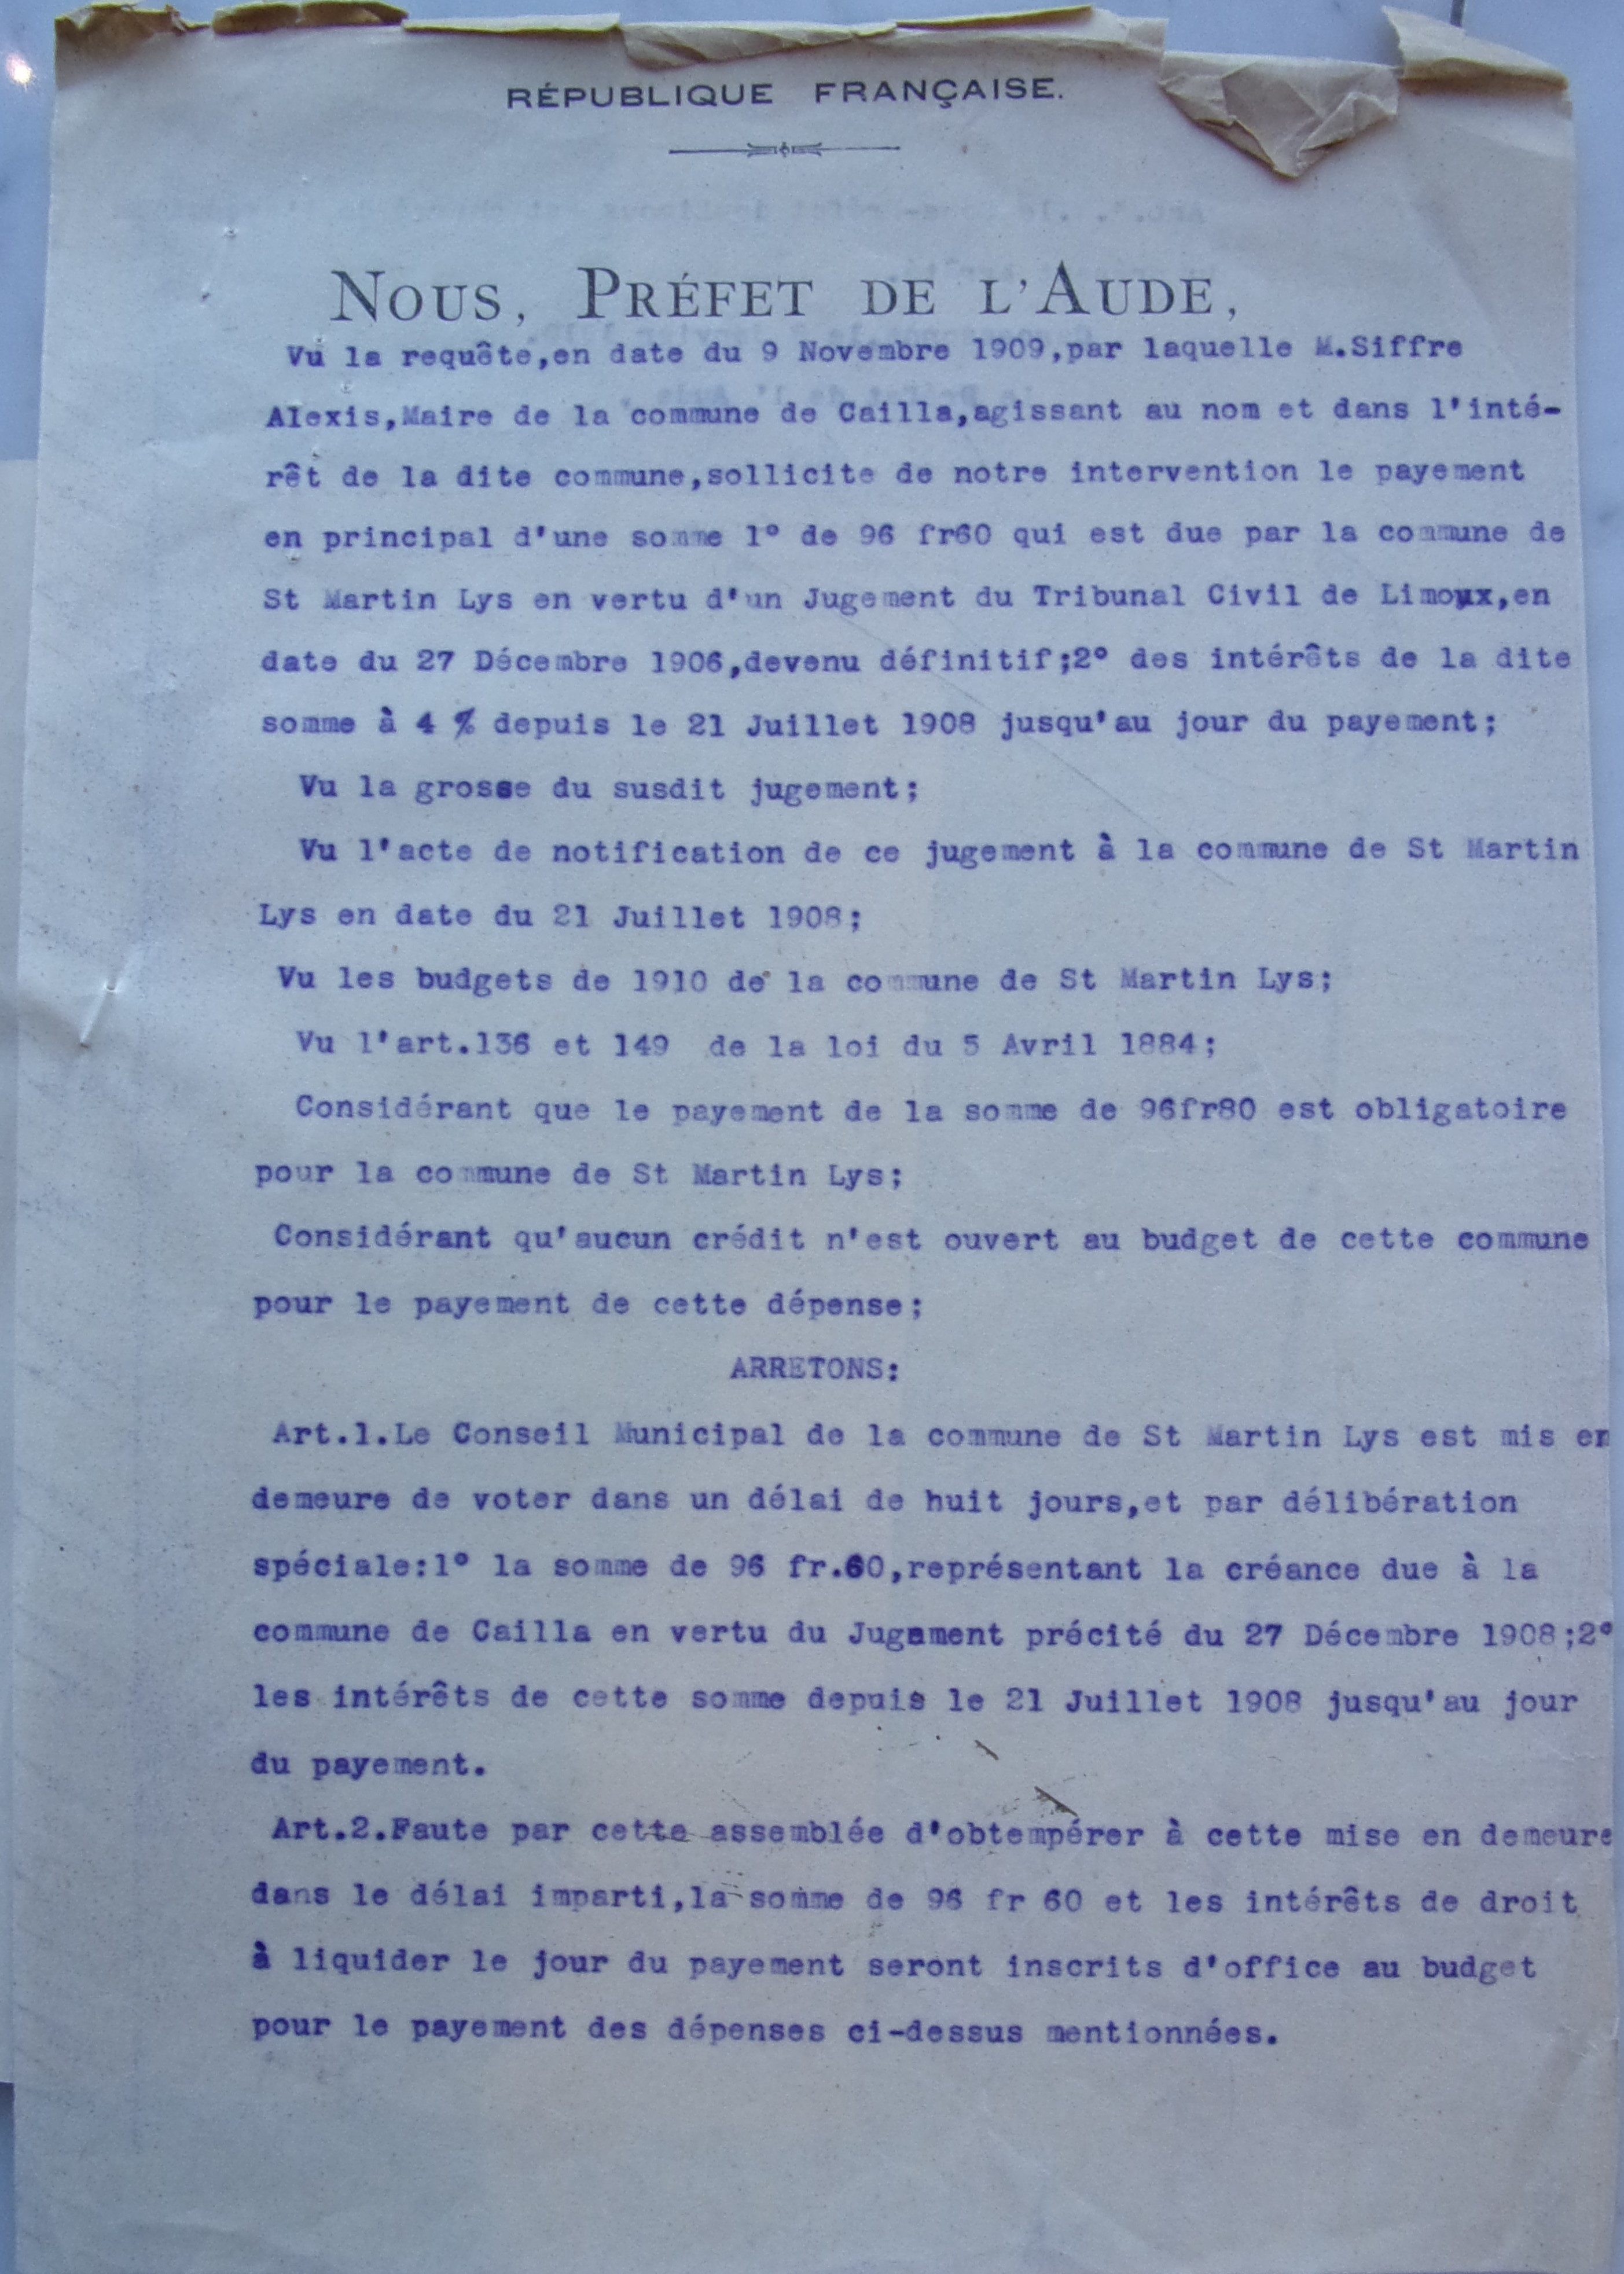 RÉPUBLIQUE FRANÇAISE.
NOUS, PRÉFET DE L'AUDE,
Vu la requête,en date du 9 Novembre 1909,par laquelle M.Siffre
Alexis,Maire de la commune de Cailla,agissant au nom et dans l'inté-
rêt de la dite commune,sollicite de notre intervention le payement
en principal d'une somme 1° de 96 fr60 qui est due par la commune de
St Martin Lys en vertu d'un Jugement du Tribunal Civil de Limoux,en
date du 27 Décembre 1906,devenu définitif;2° des intérêts de la dite
somme à 4 % depuis le 21 Juillet 1908 jusqu'au jour du payement;
Vu la grosse du susdit jugement;
Vu l'acte de notification de ce jugement à la commune de St Martin
Lys en date du 21 Juillet 1908;
Vu les budgets de 1910 de la commune de St Martin Lys;
Vu l'art.136 et 149 de la loi du 5 Avril 1884;
Considérant que le payement de la somme de 96fr80 est obligatoire
pour la commune de St Martin Lys;
Considérant qu'aucun crédit n'est ouvert au budget de cette commune
pour le payement de cette dépense;
ARRETONS:
Art.1.Le Conseil Municipal de la commune de St Martin Lys est mis en
demeure de voter dans un délai de huit jours,et par délibération
spéciale:1° la somme de 96 fr.60,représentant la créance due à la
commune de Cailla en vertu du Jugament précité du 27 Décembre 1908;2°
les intérêts de cette somme depuis le 21 Juillet 1908 jusqu'au jour
du payement.
Art.2.Faute par cette assemblée d'obtempérer à cette mise en demeure
dans le délai imparti,la somme de 96 fr 60 et les intérêts de droit
à liquider le jour du payement seront inscrits d'office au budget
pour le payement des dépenses ci-dessus mentionnées.